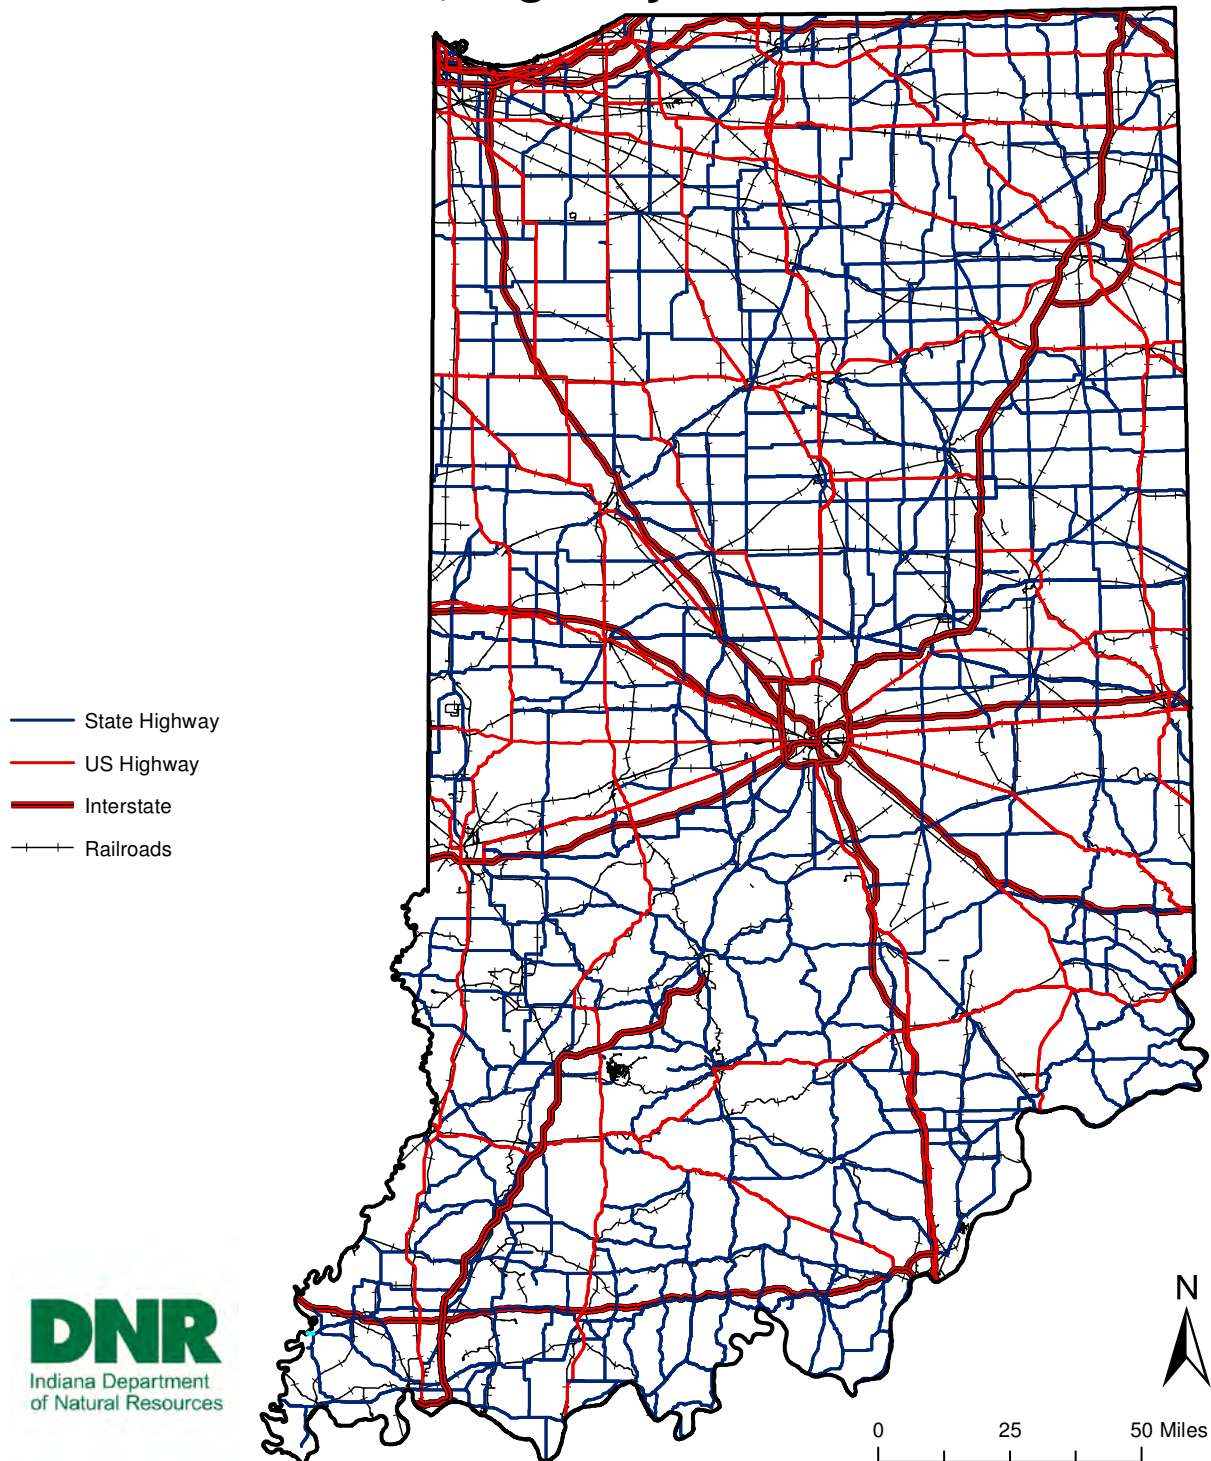 State Highway
US Highway
Interstate
Railroads
DNR
Indiana Department
of Natural Resources
N
0 25 50 Miles